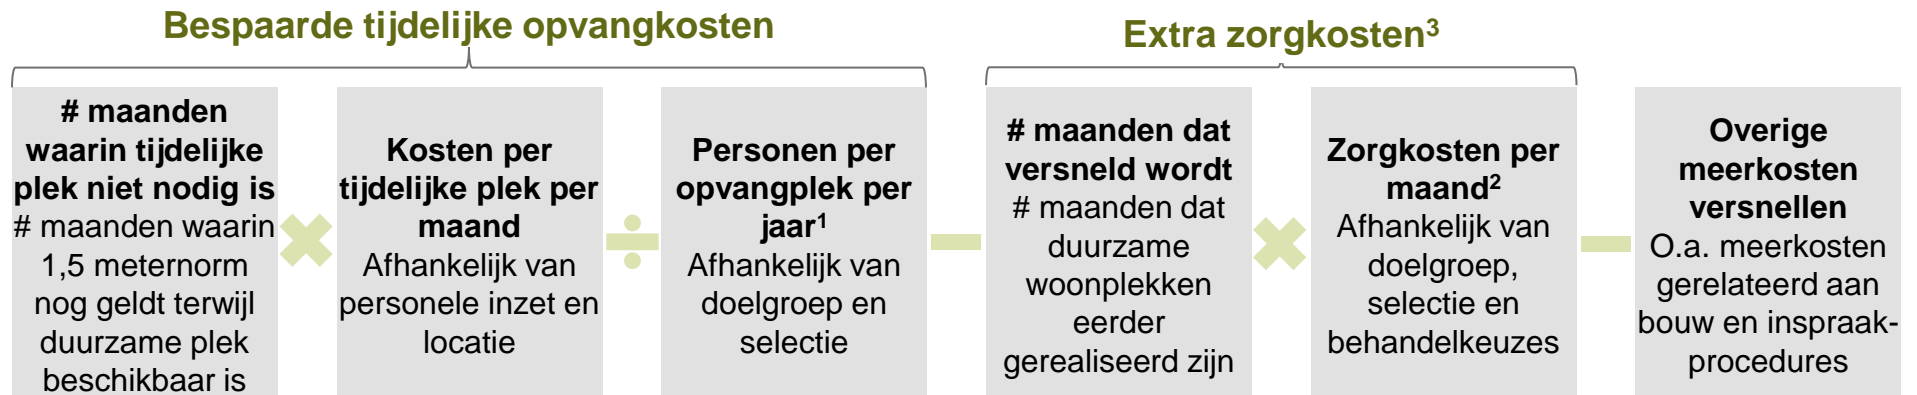 Bespaarde tijdelijke opvangkosten
Extra zorgkosten³
# maanden
waarin tijdelijke
plek niet nodig is
# maanden waarin
1,5 meternorm
nog geldt terwijl
duurzame plek
beschikbaar is
Kosten per
tijdelijke plek per
maand
Afhankelijk van
personele inzet en
locatie
Personen per
opvangplek per
jaar¹
Afhankelijk van
doelgroep en
selectie
# maanden dat
versneld wordt
# maanden dat
duurzame
woonplekken
eerder
gerealiseerd zijn
Zorgkosten per
maand²
Afhankelijk van
doelgroep,
selectie en
behandelkeuzes
Overige
meerkosten
versnellen
O.a. meerkosten
gerelateerd aan
bouw en inspraak-
procedures